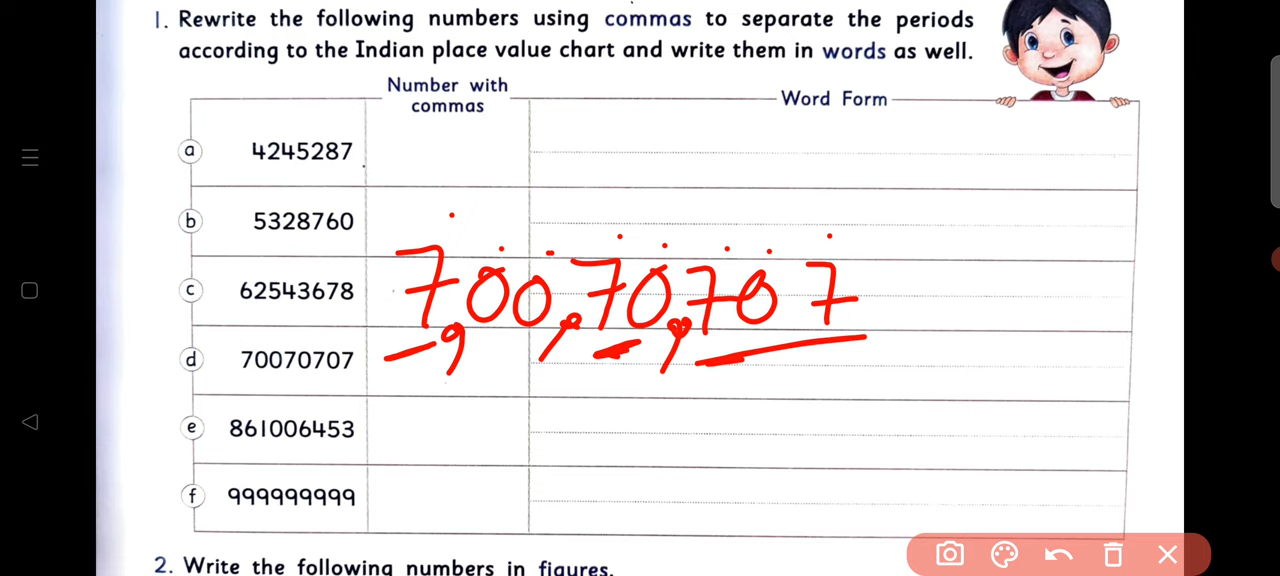 1. Rewrite the following numbers using commas to separate the periods
according to the Indian place value chart and write them in words as well.
Number with
commas
Word Form
a 4245287
b 5328760
7,00,70,707
c 62543678
d 70070707
e 861006453
f 999999999
2. Write the following numbers in figures.